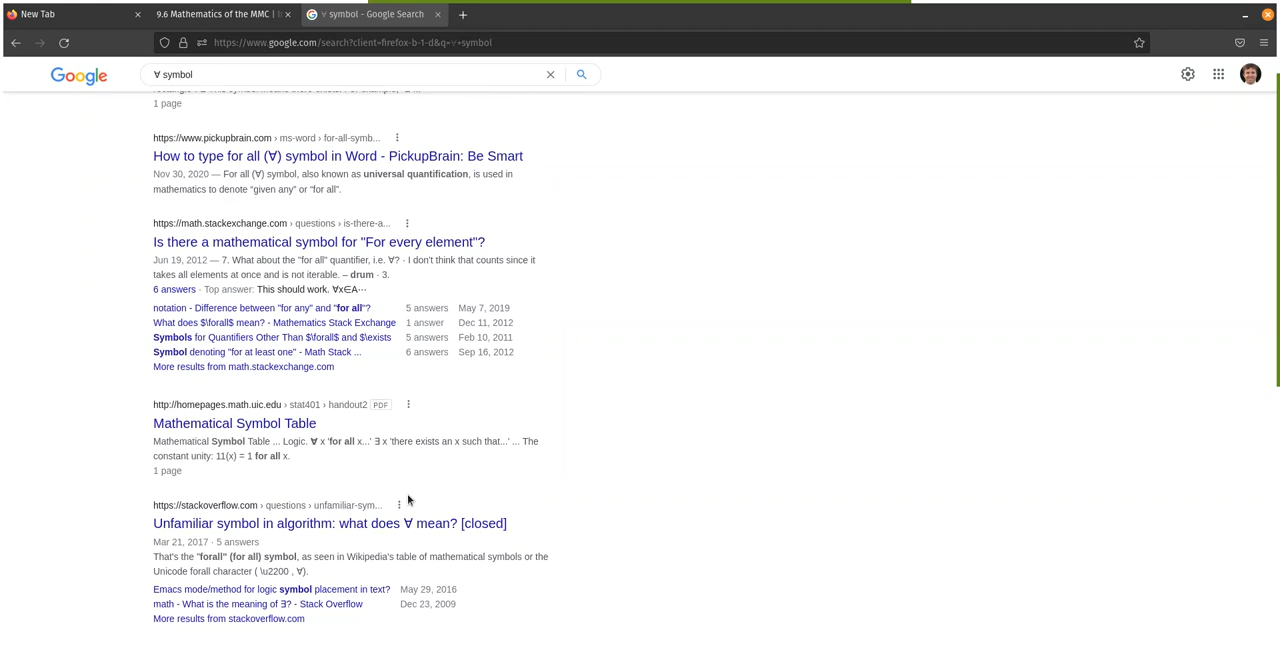 New Tab
9.6 Mathematics of the MMC |
∀ symbol - Google Search
https://www.google.com/search?client=firefox-b-1-d&q=∀+symbol
Google
∀ symbol
1 page
https://www.pickupbrain.com › ms-word › for-all-symb...
How to type for all (∀) symbol in Word - PickupBrain: Be Smart
Nov 30, 2020 — For all (∀) symbol, also known as universal quantification, is used in
mathematics to denote “given any” or “for all”.
https://math.stackexchange.com › questions › is-there-a...
Is there a mathematical symbol for "For every element"?
Jun 19, 2012 — 7. What about the "for all" quantifier, i.e. ∀? · I don't think that counts since it
takes all elements at once and is not iterable. – drum · 3.
6 answers · Top answer: This should work. ∀x∈A⋯
notation - Difference between "for any" and "for all"? 5 answers May 7, 2019
What does $\forall$ mean? - Mathematics Stack Exchange 1 answer Dec 11, 2012
Symbols for Quantifiers Other Than $\forall$ and $\exists 5 answers Feb 10, 2011
Symbol denoting "for at least one" - Math Stack ... 6 answers Sep 16, 2012
More results from math.stackexchange.com
http://homepages.math.uic.edu › stat401 › handout2 PDF
Mathematical Symbol Table
Mathematical Symbol Table ... Logic. ∀ x 'for all x...' ∃ x 'there exists an x such that...' ... The
constant unity: 11(x) = 1 for all x.
1 page
https://stackoverflow.com › questions › unfamiliar-sym...
Unfamiliar symbol in algorithm: what does ∀ mean? [closed]
Mar 21, 2017 · 5 answers
That's the "forall" (for all) symbol, as seen in Wikipedia's table of mathematical symbols or the
Unicode forall character ( \u2200 , ∀).
Emacs mode/method for logic symbol placement in text? May 29, 2016
math - What is the meaning of ∃? - Stack Overflow Dec 23, 2009
More results from stackoverflow.com